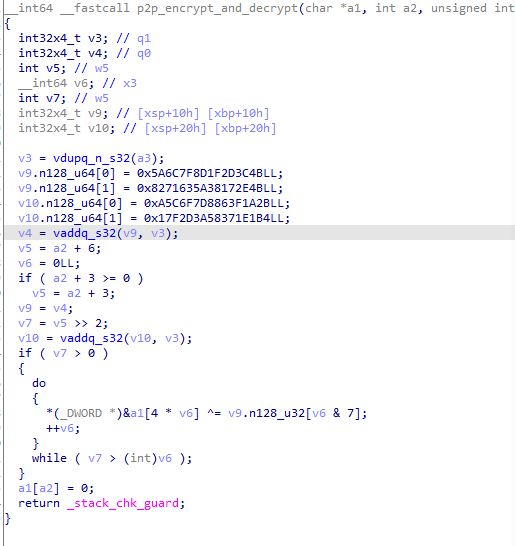 __int64 __fastcall p2p_encrypt_and_decrypt(char *a1, int a2, unsigned int
{
int32x4_t v3; // q1
int32x4_t v4; // q0
int v5; // w5
__int64 v6; // x3
int v7; // w5
int32x4_t v9; // [xsp+10h] [xbp+10h]
int32x4_t v10; // [xsp+20h] [xbp+20h]
v3 = vdupq_n_s32(a3);
v9.n128_u64[0] = 0x5A6C7F8D1F2D3C4BLL;
v9.n128_u64[1] = 0x8271635A38172E4BLL;
v10.n128_u64[0] = 0xA5C6F7D8863F1A2BLL;
v10.n128_u64[1] = 0x17F2D3A58371E1B4LL;
v4 = vaddq_s32(v9, v3);
v5 = a2 + 6;
v6 = 0LL;
if ( a2 + 3 >= 0 )
v5 = a2 + 3;
v9 = v4;
v7 = v5 >> 2;
v10 = vaddq_s32(v10, v3);
if ( v7 > 0 )
{
do
{
*(_DWORD *)&a1[4 * v6] ^= v9.n128_u32[v6 & 7];
++v6;
}
while ( v7 > (int)v6 );
}
a1[a2] = 0;
return _stack_chk_guard;
}